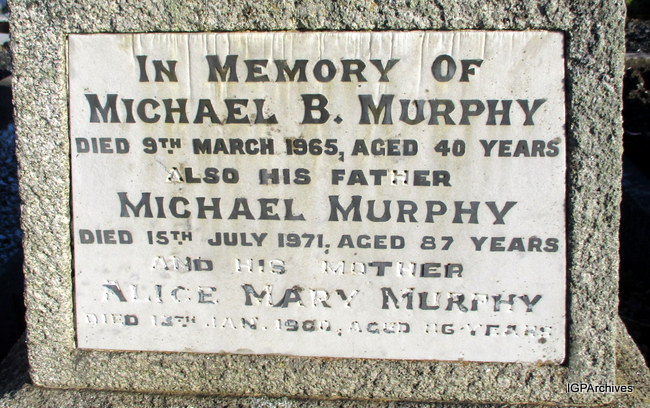 IN MEMORY OF
MICHAEL B. MURPHY
DIED 9TH MARCH 1965, AGED 40 YEARS
ALSO HIS FATHER
MICHAEL MURPHY
DIED 15TH JULY 1971, AGED 87 YEARS
AND HIS MOTHER
ALICE MARY MURPHY
DIED JAN. AGED 86 YEARS
IGPArchives